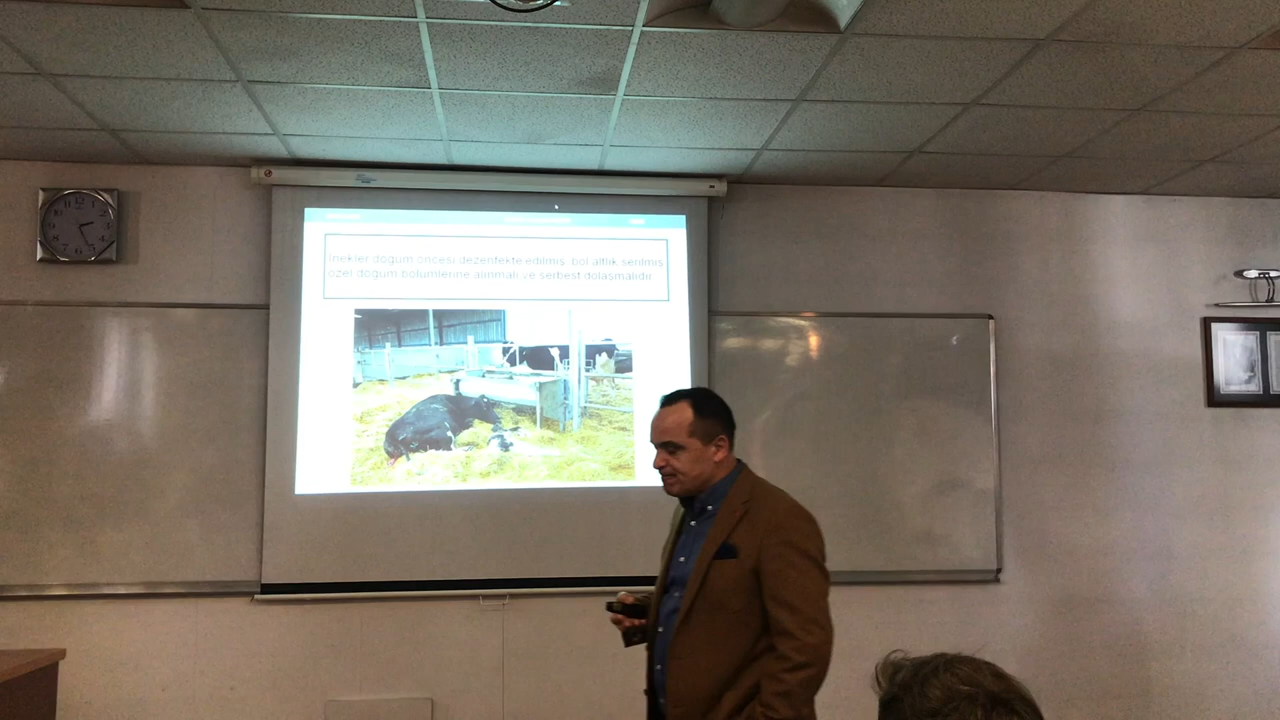 İnekler doğum öncesi dezenfekte edilmiş, bol altlık serilmiş
özel doğum bölümlerine alınmalı ve serbest dolaşmalıdır.